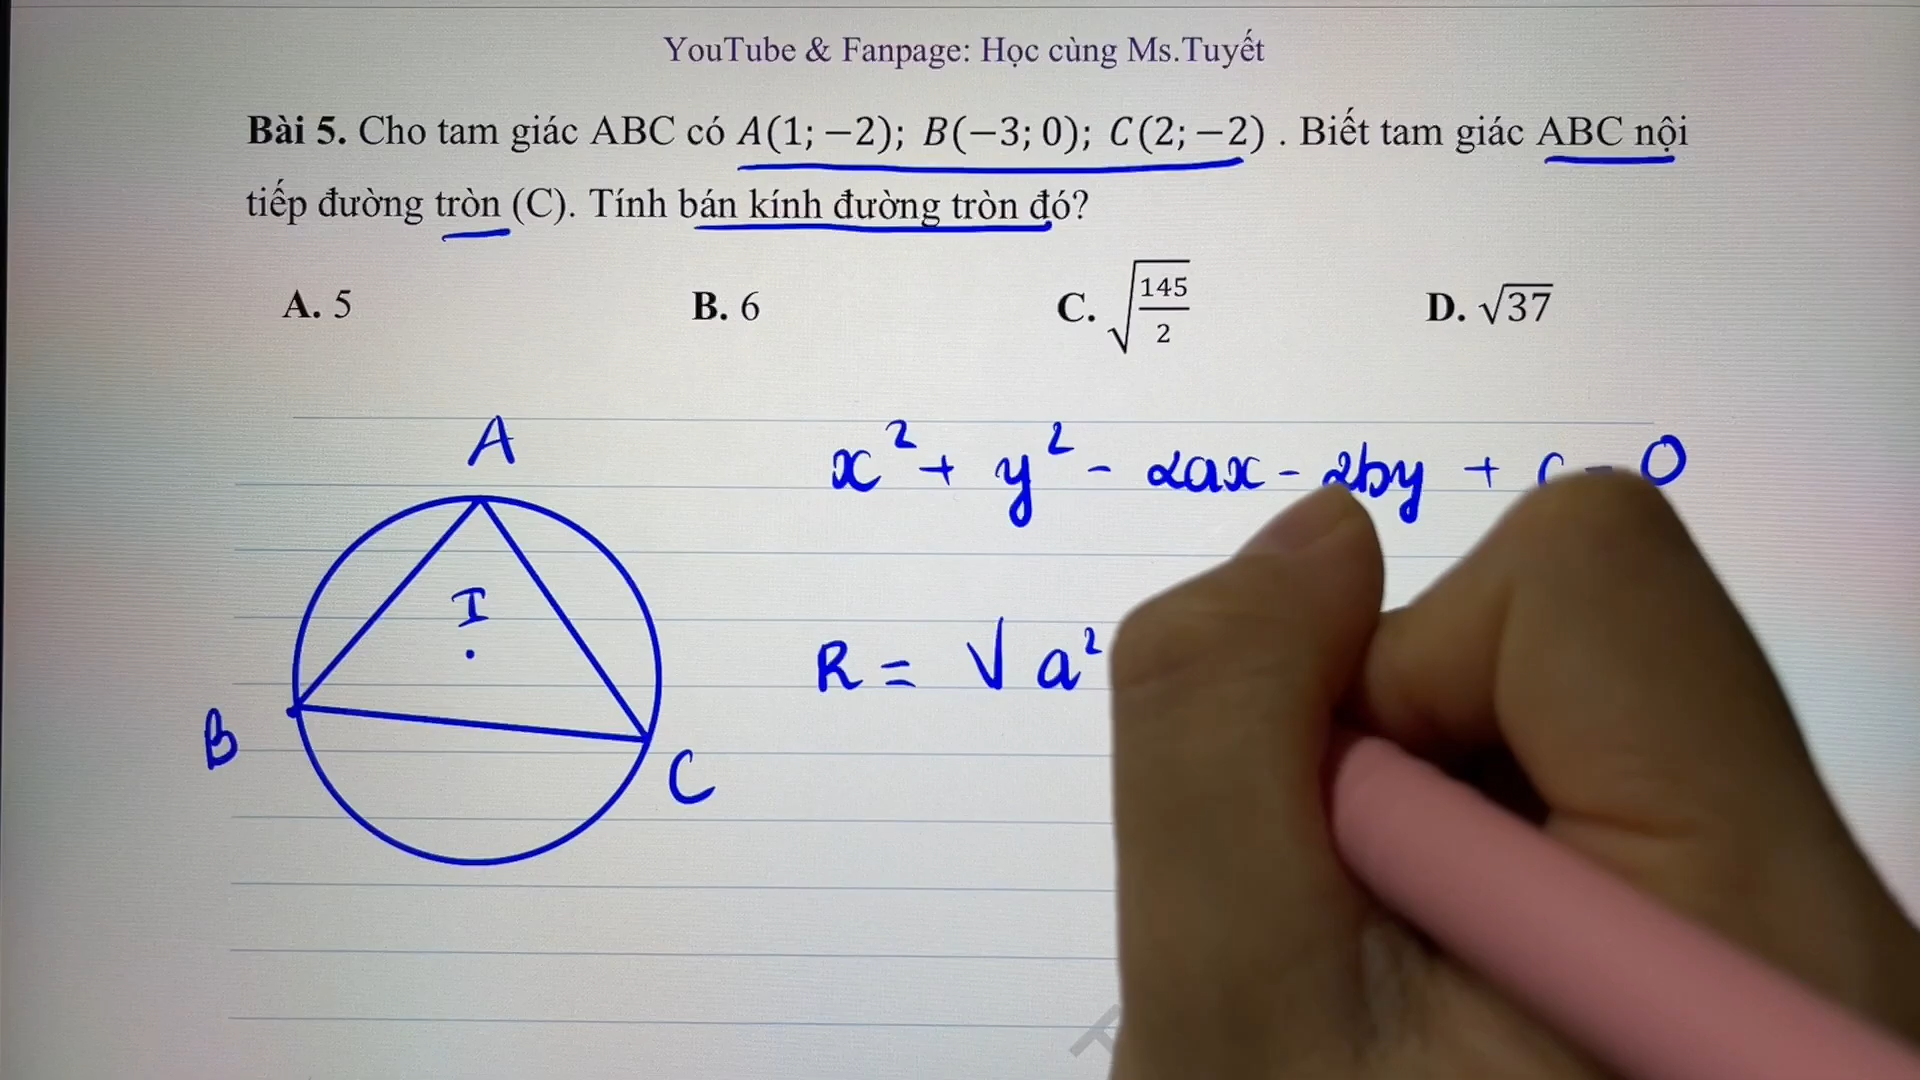 YouTube & Fanpage: Học cùng Ms.Tuyết
Bài 5. Cho tam giác ABC có A(1; −2); B(−3; 0); C(2; −2) . Biết tam giác ABC nội
tiếp đường tròn (C). Tính bán kính đường tròn đó?
A. 5 B. 6 C. √(145/2) D. √37
A
x² + y² - 2ax - 2by + c = 0
I
R = √ a²
B
C